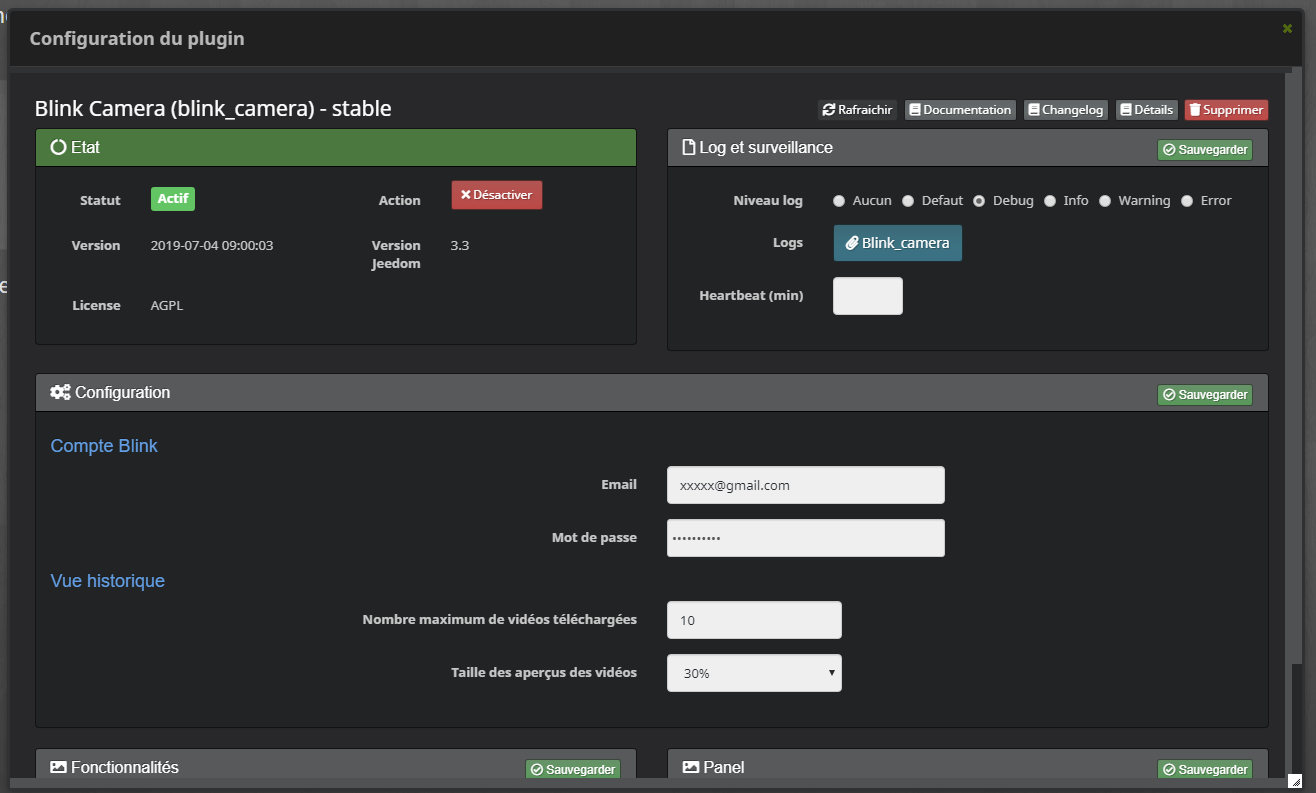 Configuration du plugin
Blink Camera (blink_camera) - stable
Rafraichir Documentation Changelog Détails Supprimer
Etat
Statut Actif Action Désactiver
Version 2019-07-04 09:00:03 Version Jeedom 3.3
License AGPL
Log et surveillance Sauvegarder
Niveau log Aucun Defaut Debug Info Warning Error
Logs Blink_camera
Heartbeat (min)
Configuration Sauvegarder
Compte Blink
Email xxxxx@gmail.com
Mot de passe ••••••••••
Vue historique
Nombre maximum de vidéos téléchargées 10
Taille des aperçus des vidéos 30%
Fonctionnalités Sauvegarder
Panel Sauvegarder